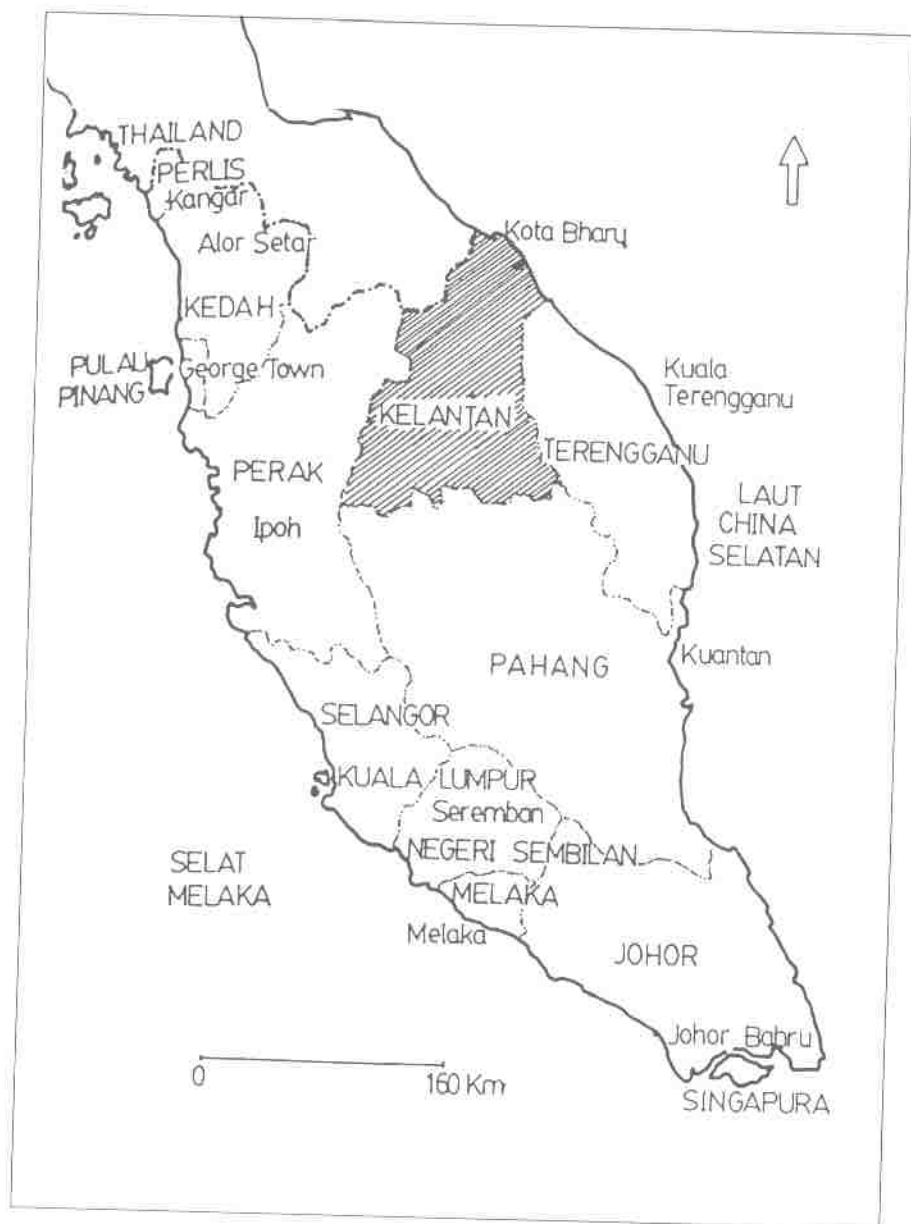 THAILAND
PERLIS
Kangar
Alor Setar
Kota Bharu
KEDAH
PULAU
PINANG
George Town
Kuala
Terengganu
KELANTAN
TERENGGANU
PERAK
Ipoh
LAUT
CHINA
SELATAN
PAHANG
Kuantan
SELANGOR
KUALA LUMPUR
Seremban
NEGERI SEMBILAN
SELAT
MELAKA
MELAKA
Melaka
JOHOR
Johor Bahru
0 160 Km
SINGAPURA